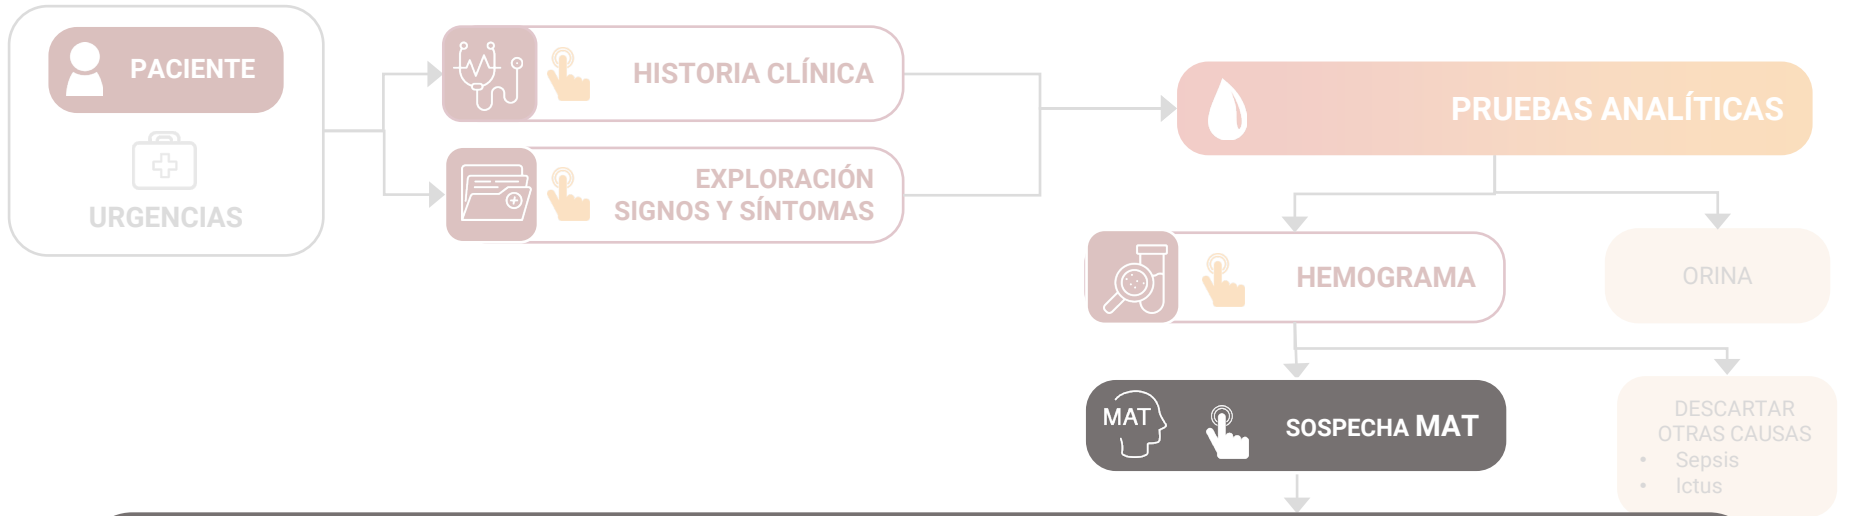 PACIENTE
URGENCIAS
HISTORIA CLÍNICA
EXPLORACIÓN
SIGNOS Y SÍNTOMAS
PRUEBAS ANALÍTICAS
HEMOGRAMA
ORINA
MAT
SOSPECHA MAT
DESCARTAR
OTRAS CAUSAS
• Sepsis
• Ictus